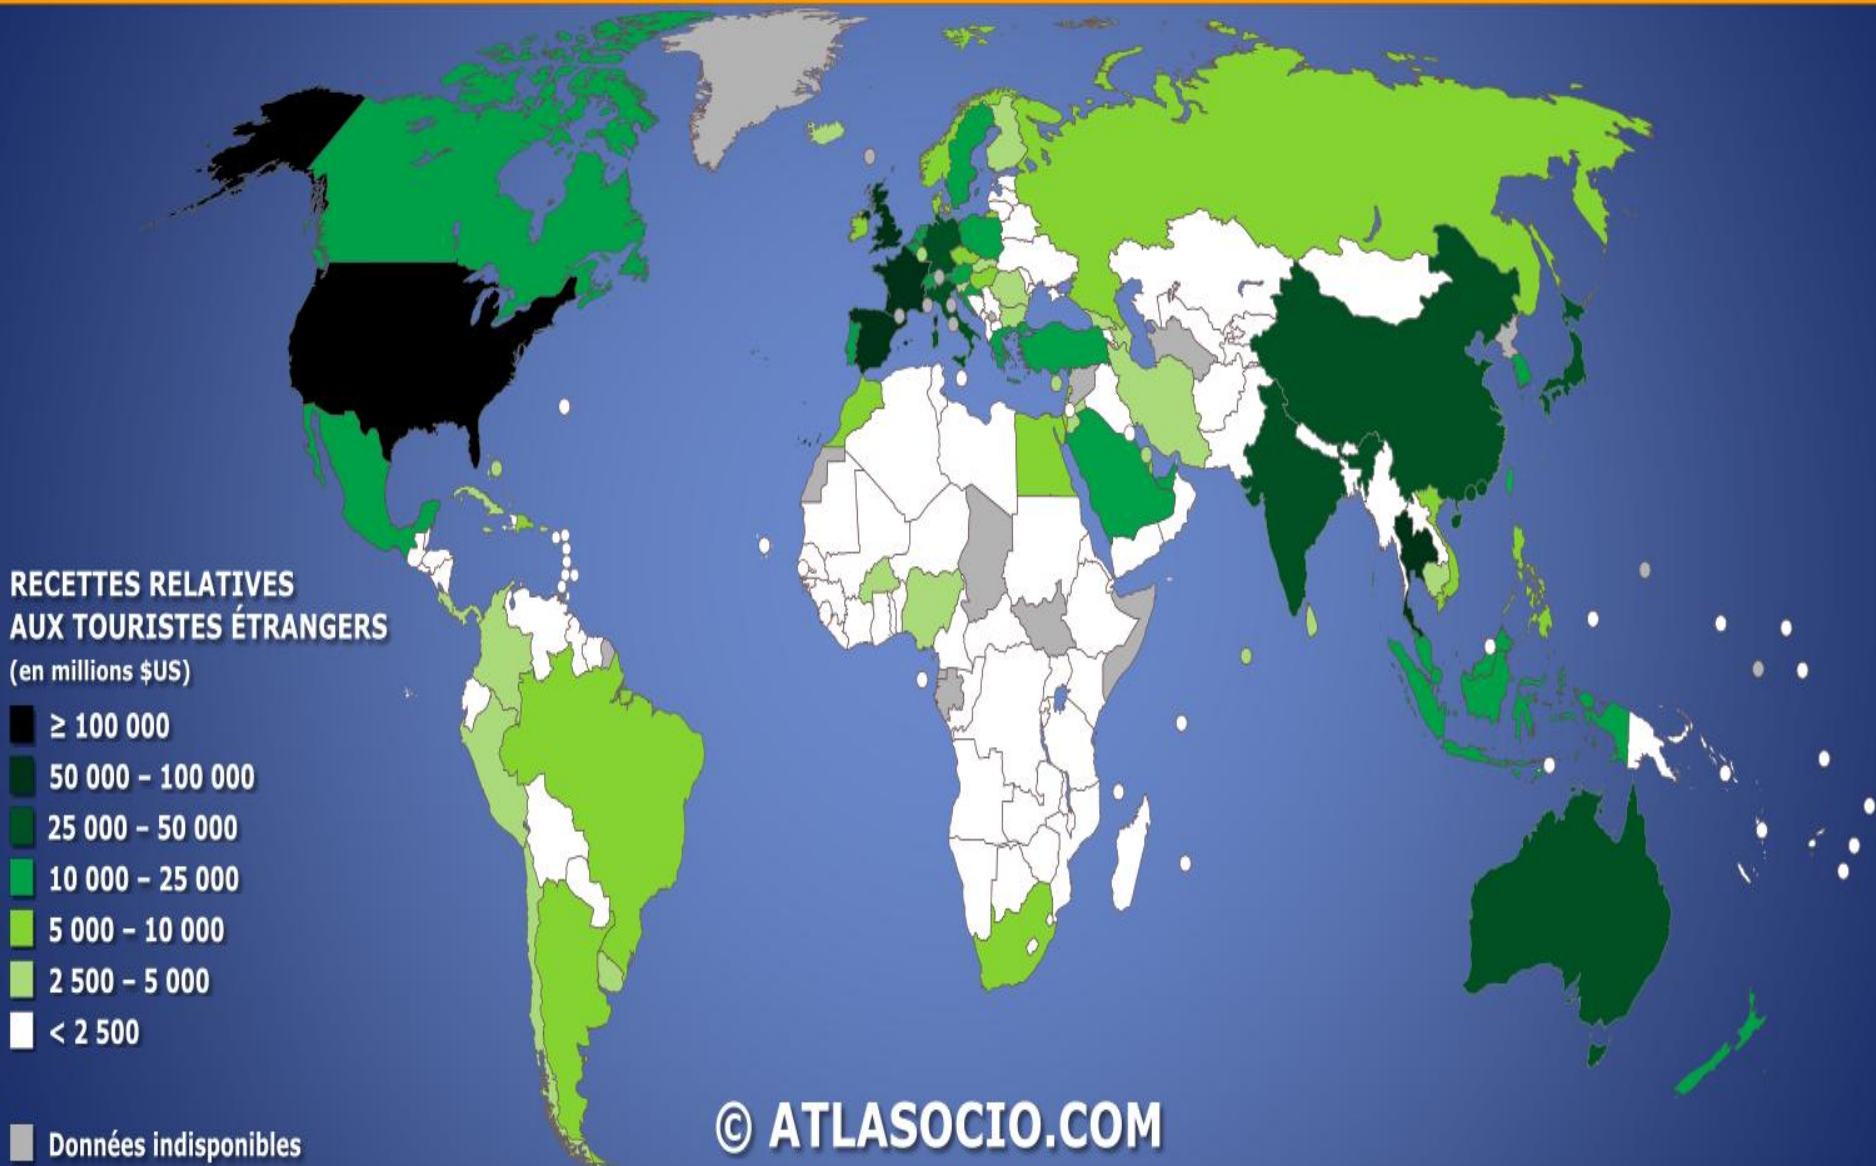 RECETTES RELATIVES
AUX TOURISTES ÉTRANGERS
(en millions $US)
≥ 100 000
50 000 – 100 000
25 000 – 50 000
10 000 – 25 000
5 000 – 10 000
2 500 – 5 000
< 2 500
Données indisponibles
© ATLASOCIO.COM